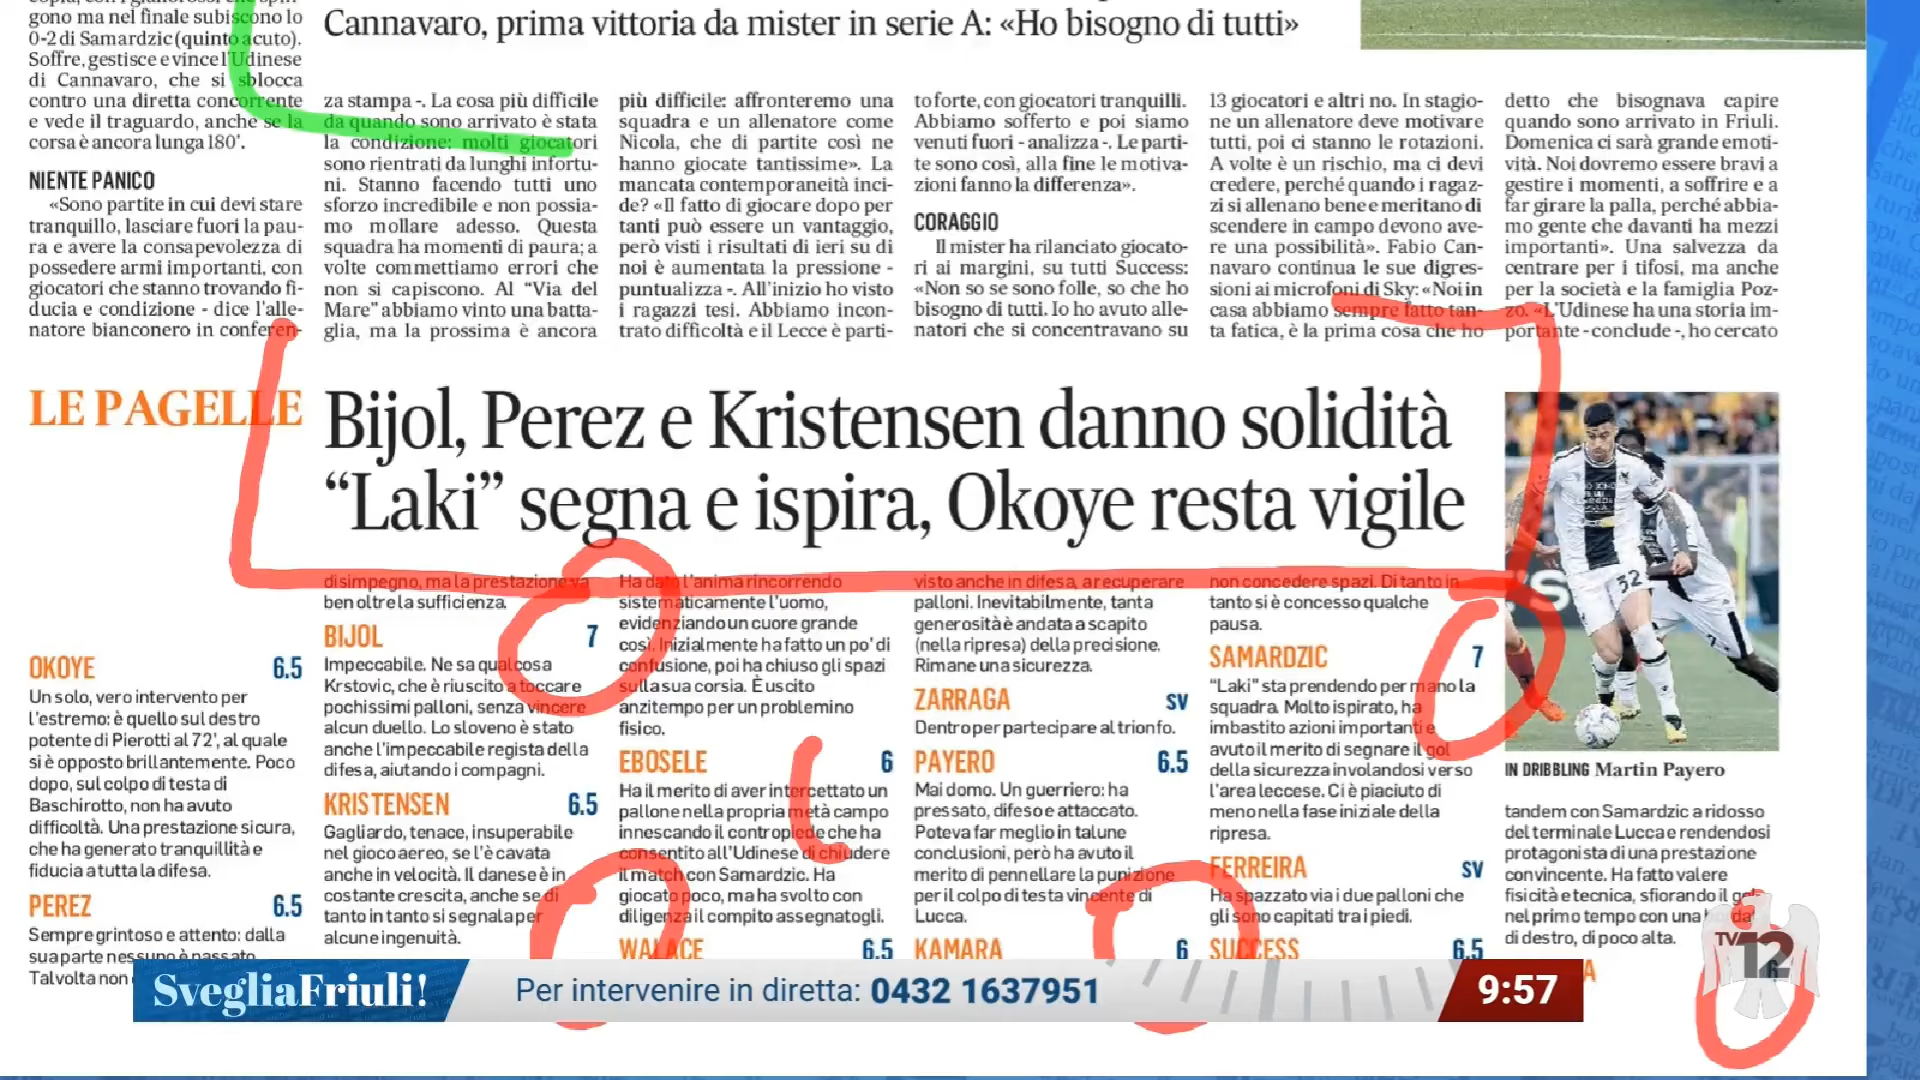 gono ma nel finale subiscono lo
0-2 di Samardzic (quinto acuto).
Soffre, gestisce e vince l'Udinese
di Cannavaro, che si sblocca
contro una diretta concorrente
e vede il traguardo, anche se la
corsa è ancora lunga 180'.
NIENTE PANICO
«Sono partite in cui devi stare
tranquillo, lasciare fuori la pau-
ra e avere la consapevolezza di
possedere armi importanti, con
giocatori che stanno trovando fi-
ducia e condizione - dice l'alle-
natore bianconero in conferen-
Cannavaro, prima vittoria da mister in serie A: «Ho bisogno di tutti»
za stampa -. La cosa più difficile
da quando sono arrivato è stata
la condizione: molti giocatori
sono rientrati da lunghi infortu-
ni. Stanno facendo tutti uno
sforzo incredibile e non possia-
mo mollare adesso. Questa
squadra ha momenti di paura; a
volte commettiamo errori che
non si capiscono. Al "Via del
Mare" abbiamo vinto una batta-
glia, ma la prossima è ancora
più difficile: affronteremo una
squadra e un allenatore come
Nicola, che di partite così ne
hanno giocate tantissime». La
mancata contemporaneità inci-
de? «Il fatto di giocare dopo per
tanti può essere un vantaggio,
però visti i risultati di ieri su di
noi è aumentata la pressione -
puntualizza -. All'inizio ho visto
i ragazzi tesi. Abbiamo incon-
trato difficoltà e il Lecce è parti-
to forte, con giocatori tranquilli.
Abbiamo sofferto e poi siamo
venuti fuori - analizza -. Le parti-
te sono così, alla fine le motiva-
zioni fanno la differenza».
CORAGGIO
Il mister ha rilanciato giocato-
ri ai margini, su tutti Success:
«Non so se sono folle, so che ho
bisogno di tutti. Io ho avuto alle-
natori che si concentravano su
13 giocatori e altri no. In stagio-
ne un allenatore deve motivare
tutti, poi ci stanno le rotazioni.
A volte è un rischio, ma ci devi
credere, perché quando i ragaz-
zi si allenano bene e meritano di
scendere in campo devono ave-
re una possibilità». Fabio Can-
navaro continua le sue digres-
sioni ai microfoni di Sky: «Noi in
casa abbiamo sempre fatto tan-
ta fatica, è la prima cosa che ho
detto che bisognava capire
quando sono arrivato in Friuli.
Domenica ci sarà grande emoti-
vità. Noi dovremo essere bravi a
gestire i momenti, a soffrire e a
far girare la palla, perché abbia-
mo gente che davanti ha mezzi
importanti». Una salvezza da
centrare per i tifosi, ma anche
per la società e la famiglia Poz-
zo. «L'Udinese ha una storia im-
portante - conclude -, ho cercato
LE PAGELLE
Bijol, Perez e Kristensen danno solidità
"Laki" segna e ispira, Okoye resta vigile
OKOYE 6.5
Un solo, vero intervento per
l'estremo: è quello sul destro
potente di Pierotti al 72', al quale
si è opposto brillantemente. Poco
dopo, sul colpo di testa di
Baschirotto, non ha avuto
difficoltà. Una prestazione sicura,
che ha generato tranquillità e
fiducia a tutta la difesa.
PEREZ 6.5
Sempre grintoso e attento: dalla
sua parte nessuno è passato.
Talvolta non
disimpegno, ma la prestazione va
ben oltre la sufficienza.
BIJOL 7
Impeccabile. Ne sa qualcosa
Krstovic, che è riuscito a toccare
pochissimi palloni, senza vincere
alcun duello. Lo sloveno è stato
anche l'impeccabile regista della
difesa, aiutando i compagni.
KRISTENSEN 6.5
Gagliardo, tenace, insuperabile
nel gioco aereo, se l'è cavata
anche in velocità. Il danese è in
costante crescita, anche se di
tanto in tanto si segnala per
alcune ingenuità.
Ha dato l'anima rincorrendo
sistematicamente l'uomo,
evidenziando un cuore grande
così. Inizialmente ha fatto un po' di
confusione, poi ha chiuso gli spazi
sulla sua corsia. È uscito
anzitempo per un problemino
fisico.
EBOSELE 6
Ha il merito di aver intercettato un
pallone nella propria metà campo
innescando il contropiede che ha
consentito all'Udinese di chiudere
il match con Samardzic. Ha
giocato poco, ma ha svolto con
diligenza il compito assegnatogli.
WALACE 6.5
visto anche in difesa, a recuperare
palloni. Inevitabilmente, tanta
generosità è andata a scapito
(nella ripresa) della precisione.
Rimane una sicurezza.
ZARRAGA SV
Dentro per partecipare al trionfo.
PAYERO 6.5
Mai domo. Un guerriero: ha
pressato, difeso e attaccato.
Poteva far meglio in talune
conclusioni, però ha avuto il
merito di pennellare la punizione
per il colpo di testa vincente di
Lucca.
KAMARA 6
non concedere spazi. Di tanto in
tanto si è concesso qualche
pausa.
SAMARDZIC 7
"Laki" sta prendendo per mano la
squadra. Molto ispirato, ha
imbastito azioni importanti e
avuto il merito di segnare il gol
della sicurezza involandosi verso
l'area leccese. Ci è piaciuto di
meno nella fase iniziale della
ripresa.
FERREIRA SV
Ha spazzato via i due palloni che
gli sono capitati tra i piedi.
SUCCESS 6.5
32
IN DRIBBLING Martin Payero
tandem con Samardzic a ridosso
del terminale Lucca e rendendosi
protagonista di una prestazione
convincente. Ha fatto valere
fisicità e tecnica, sfiorando il gol
nel primo tempo con una bordata
di destro, di poco alta.
A 6
TV12
SvegliaFriuli!
Per intervenire in diretta: 0432 1637951
9:57